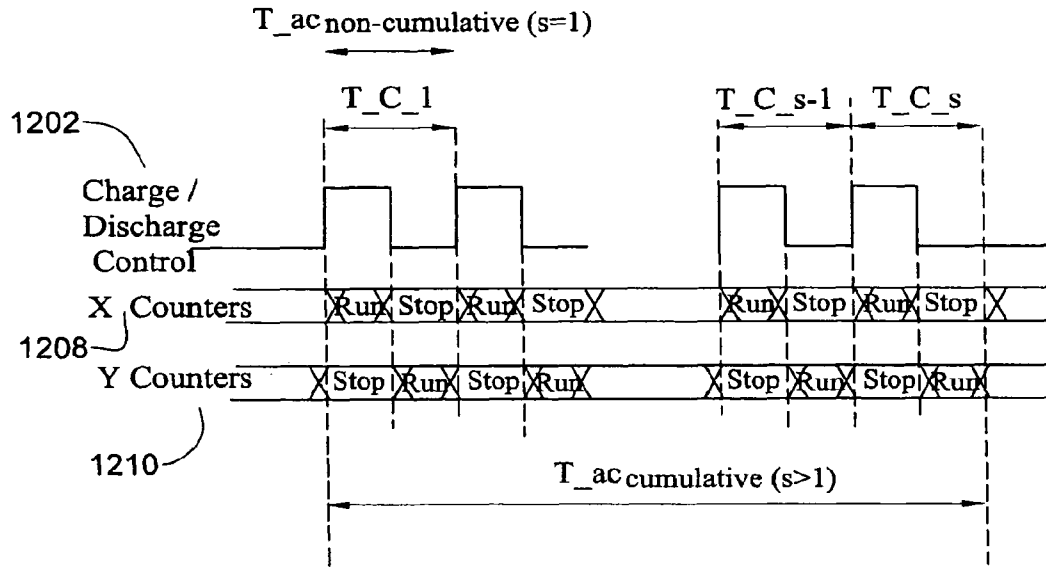 T_ac non-cumulative (s=1)
T_C_1 T_C_s-1 T_C_s
1202
Charge /
Discharge
Control
X Counters Run Stop Run Stop Run Stop Run Stop
1208
Y Counters Stop Run Stop Run Stop Run Stop Run
1210
T_ac cumulative (s>1)